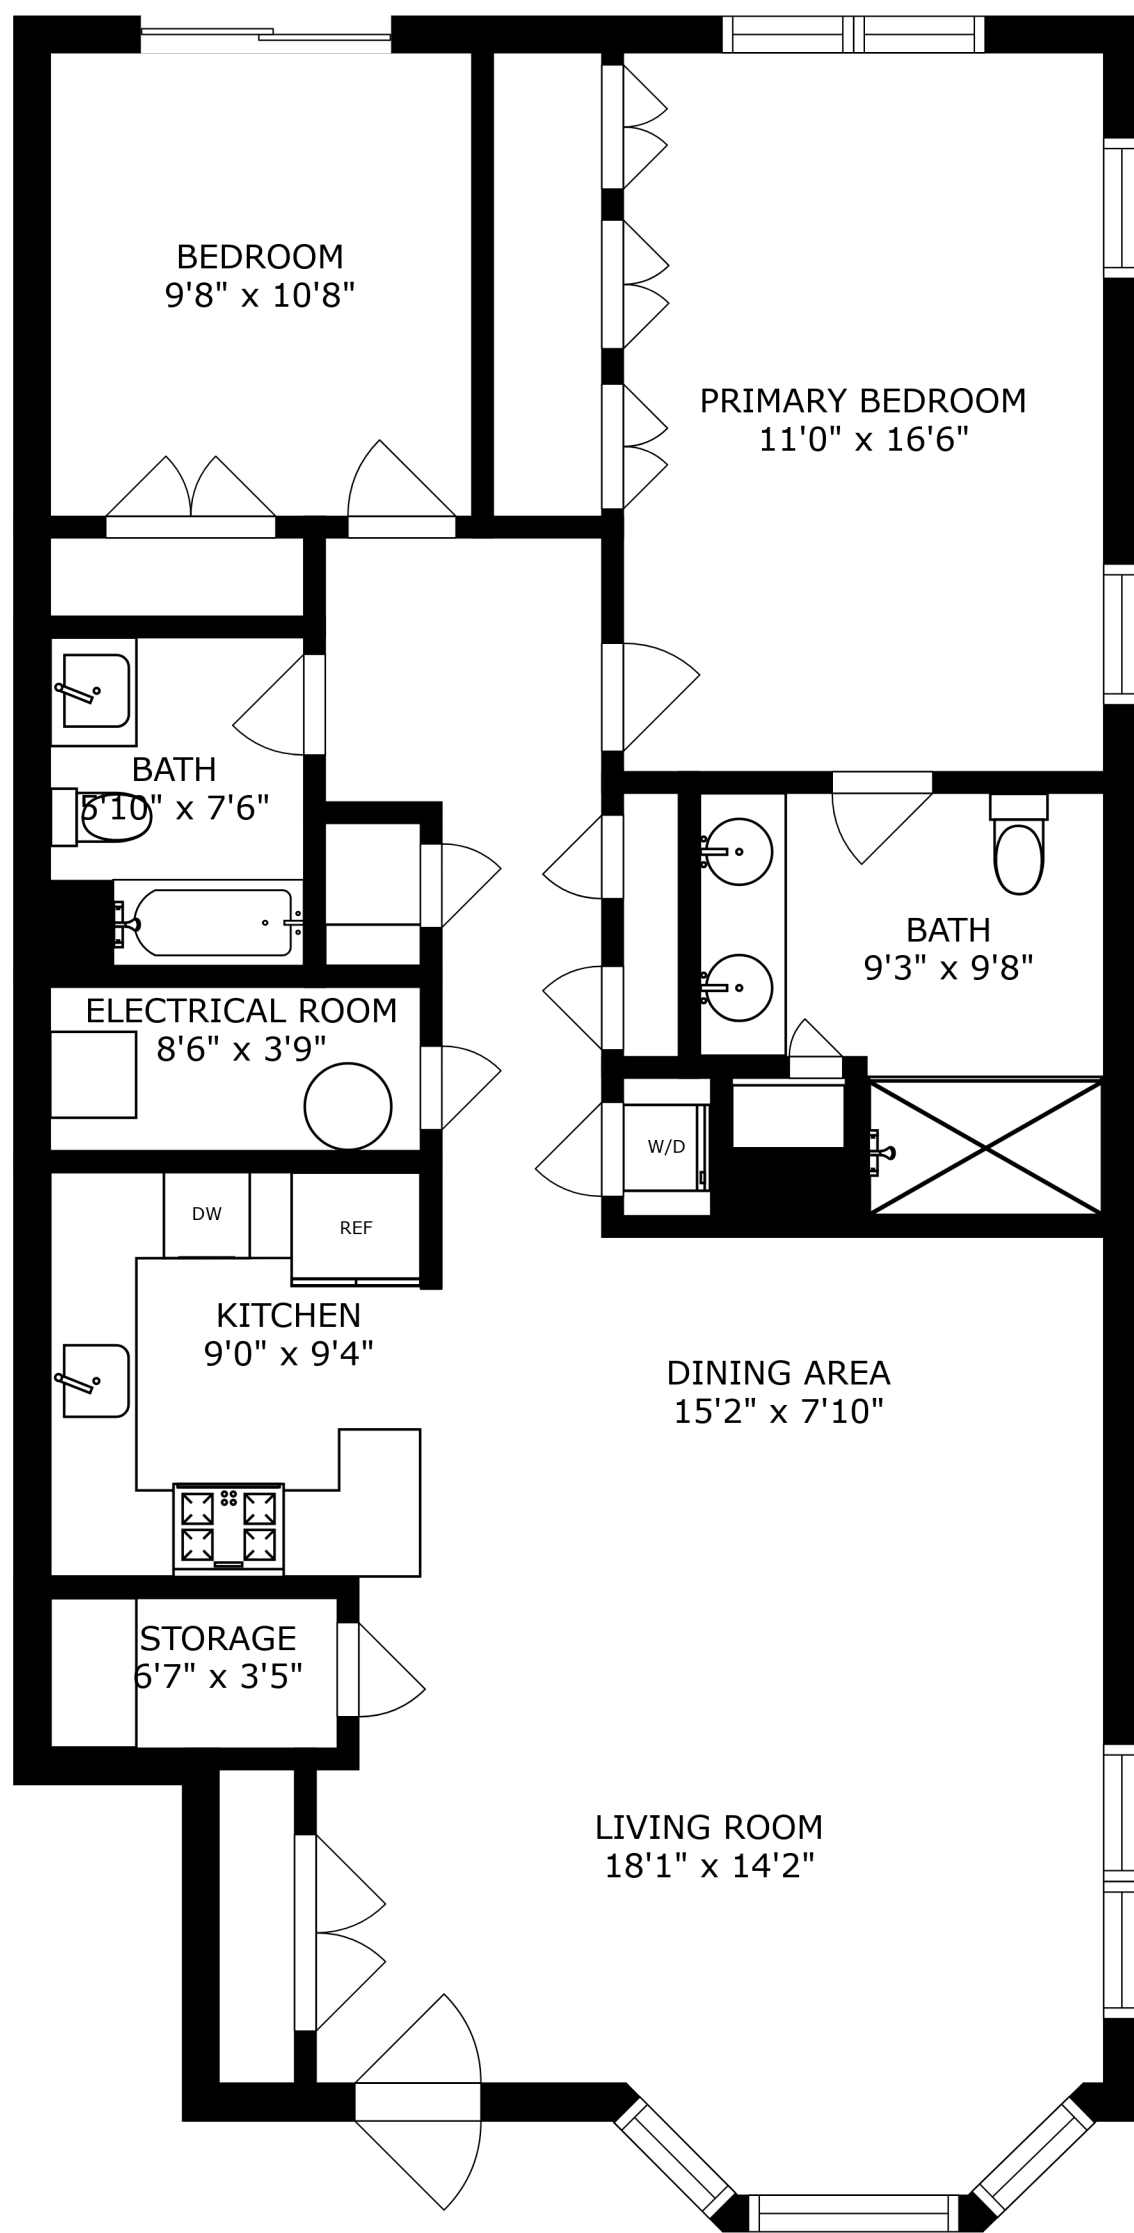 BEDROOM
9'8" x 10'8"
PRIMARY BEDROOM
11'0" x 16'6"
BATH
5'10" x 7'6"
BATH
9'3" x 9'8"
ELECTRICAL ROOM
8'6" x 3'9"
W/D
DW
REF
KITCHEN
9'0" x 9'4"
DINING AREA
15'2" x 7'10"
STORAGE
6'7" x 3'5"
LIVING ROOM
18'1" x 14'2"